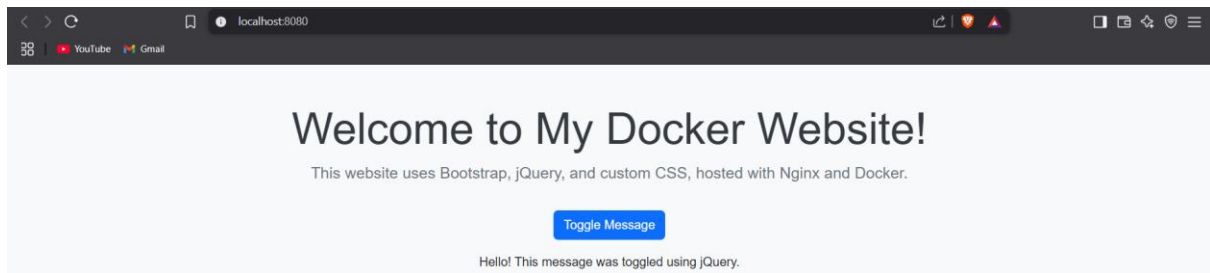 localhost:8080
YouTube Gmail
Welcome to My Docker Website!
This website uses Bootstrap, jQuery, and custom CSS, hosted with Nginx and Docker.
Toggle Message
Hello! This message was toggled using jQuery.